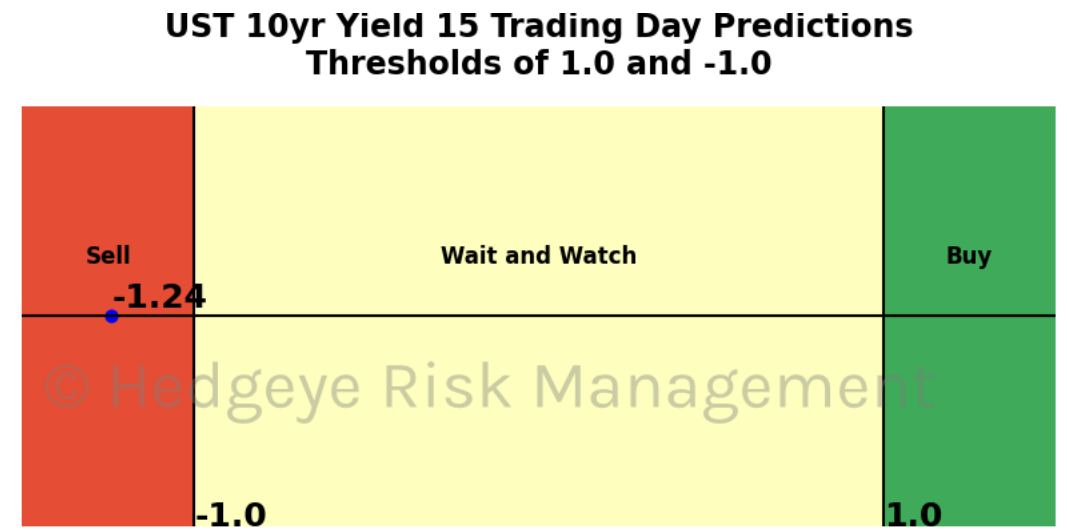 UST 10yr Yield 15 Trading Day Predictions
Thresholds of 1.0 and -1.0
Sell
Wait and Watch
Buy
-1.24
© Hedgeye Risk Management
-1.0
1.0